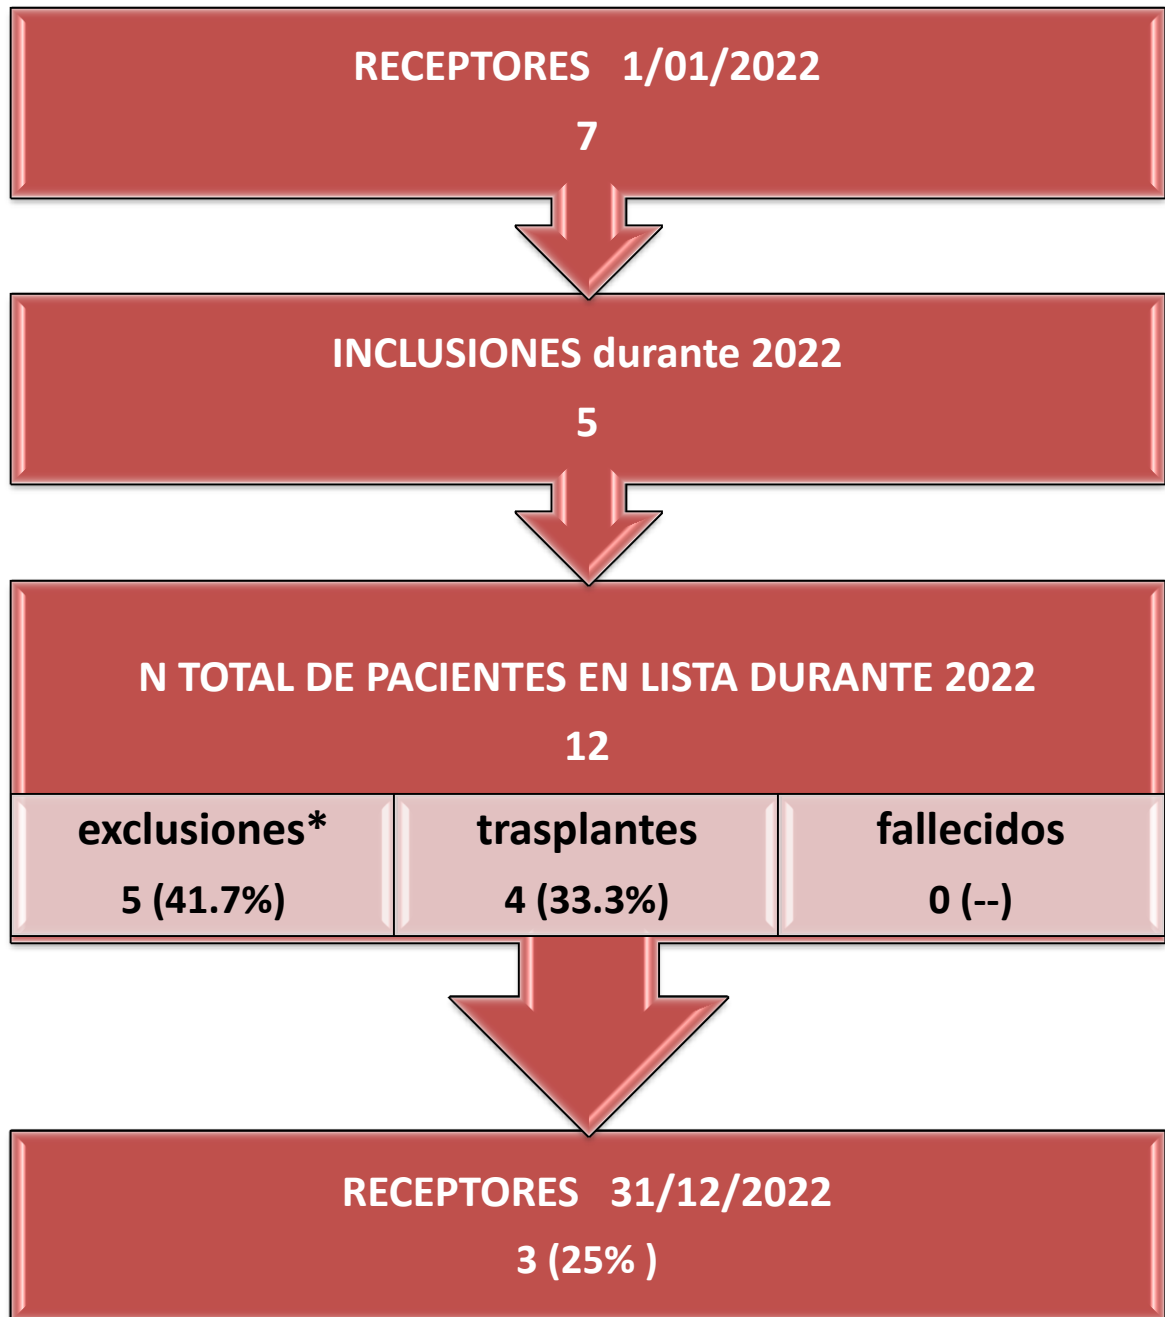 RECEPTORES 1/01/2022
7
INCLUSIONES durante 2022
5
N TOTAL DE PACIENTES EN LISTA DURANTE 2022
12
exclusiones*
5 (41.7%)
trasplantes
4 (33.3%)
fallecidos
0 (--)
RECEPTORES 31/12/2022
3 (25% )